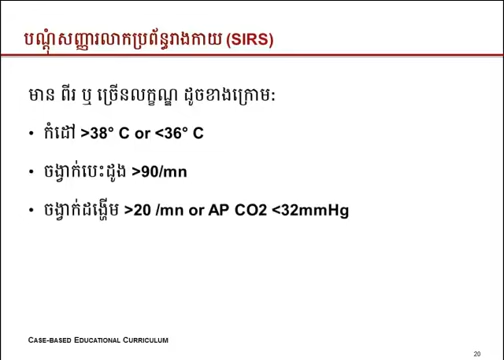 បណ្តុំសញ្ញារលាកប្រព័ន្ធរាងកាយ (SIRS)
មាន ពីរ ឬ ច្រើនលក្ខណ្ឌ ដូចខាងក្រោម:
• កំដៅ >38° C or <36° C
• ចង្វាក់បេះដូង >90/mn
• ចង្វាក់ដង្ហើម >20 /mn or AP CO2 <32mmHg
CASE-BASED EDUCATIONAL CURRICULUM
20